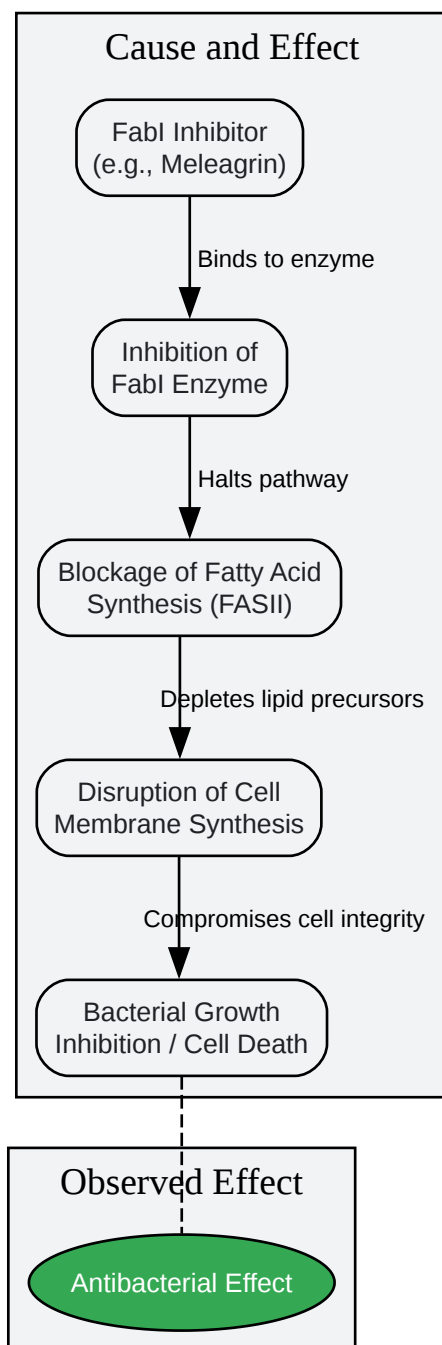 Cause and Effect
FabI Inhibitor
(e.g., Meleagrin)
Binds to enzyme
Inhibition of
FabI Enzyme
Halts pathway
Blockage of Fatty Acid
Synthesis (FASII)
Depletes lipid precursors
Disruption of Cell
Membrane Synthesis
Compromises cell integrity
Bacterial Growth
Inhibition / Cell Death
Observed Effect
Antibacterial Effect